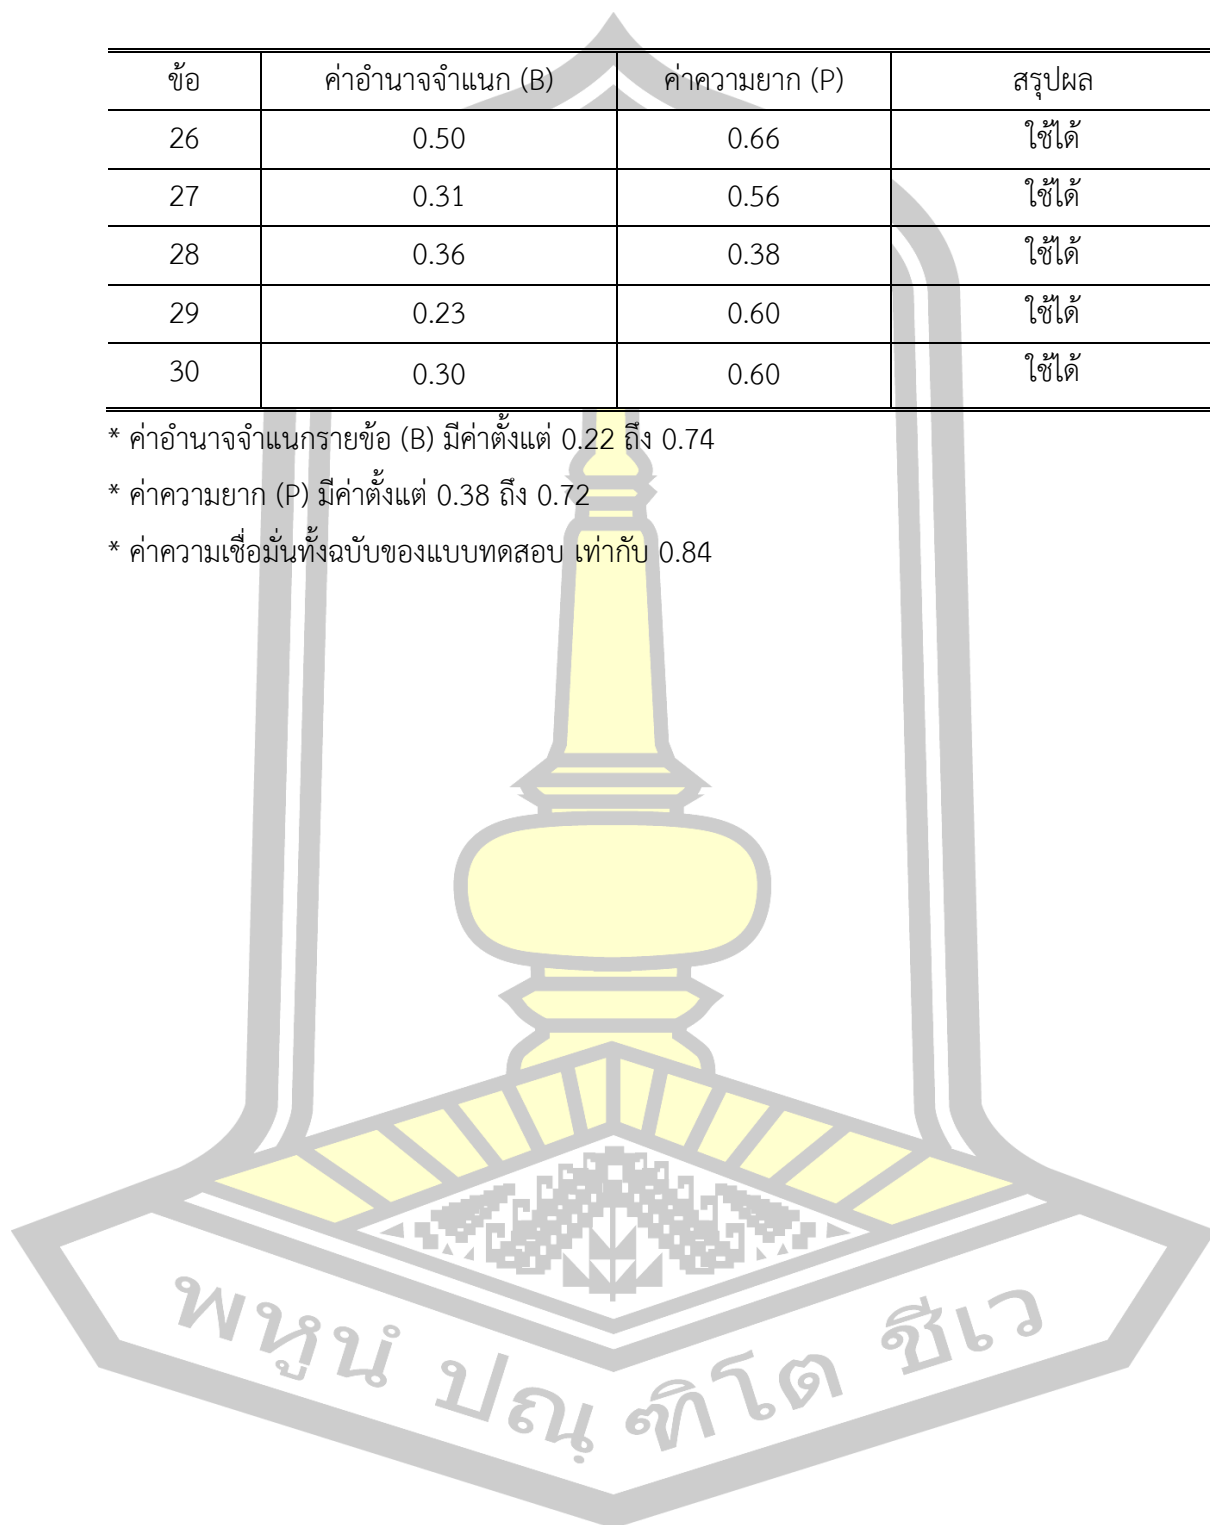 ข้อ ค่าอำนาจจำแนก (B) ค่าความยาก (P) สรุปผล
26 0.50 0.66 ใช้ได้
27 0.31 0.56 ใช้ได้
28 0.36 0.38 ใช้ได้
29 0.23 0.60 ใช้ได้
30 0.30 0.60 ใช้ได้
* ค่าอำนาจจำแนกรายข้อ (B) มีค่าตั้งแต่ 0.22 ถึง 0.74
* ค่าความยาก (P) มีค่าตั้งแต่ 0.38 ถึง 0.72
* ค่าความเชื่อมั่นทั้งฉบับของแบบทดสอบ เท่ากับ 0.84
พหูนํ ปณฺ ฑิโต ชีเว